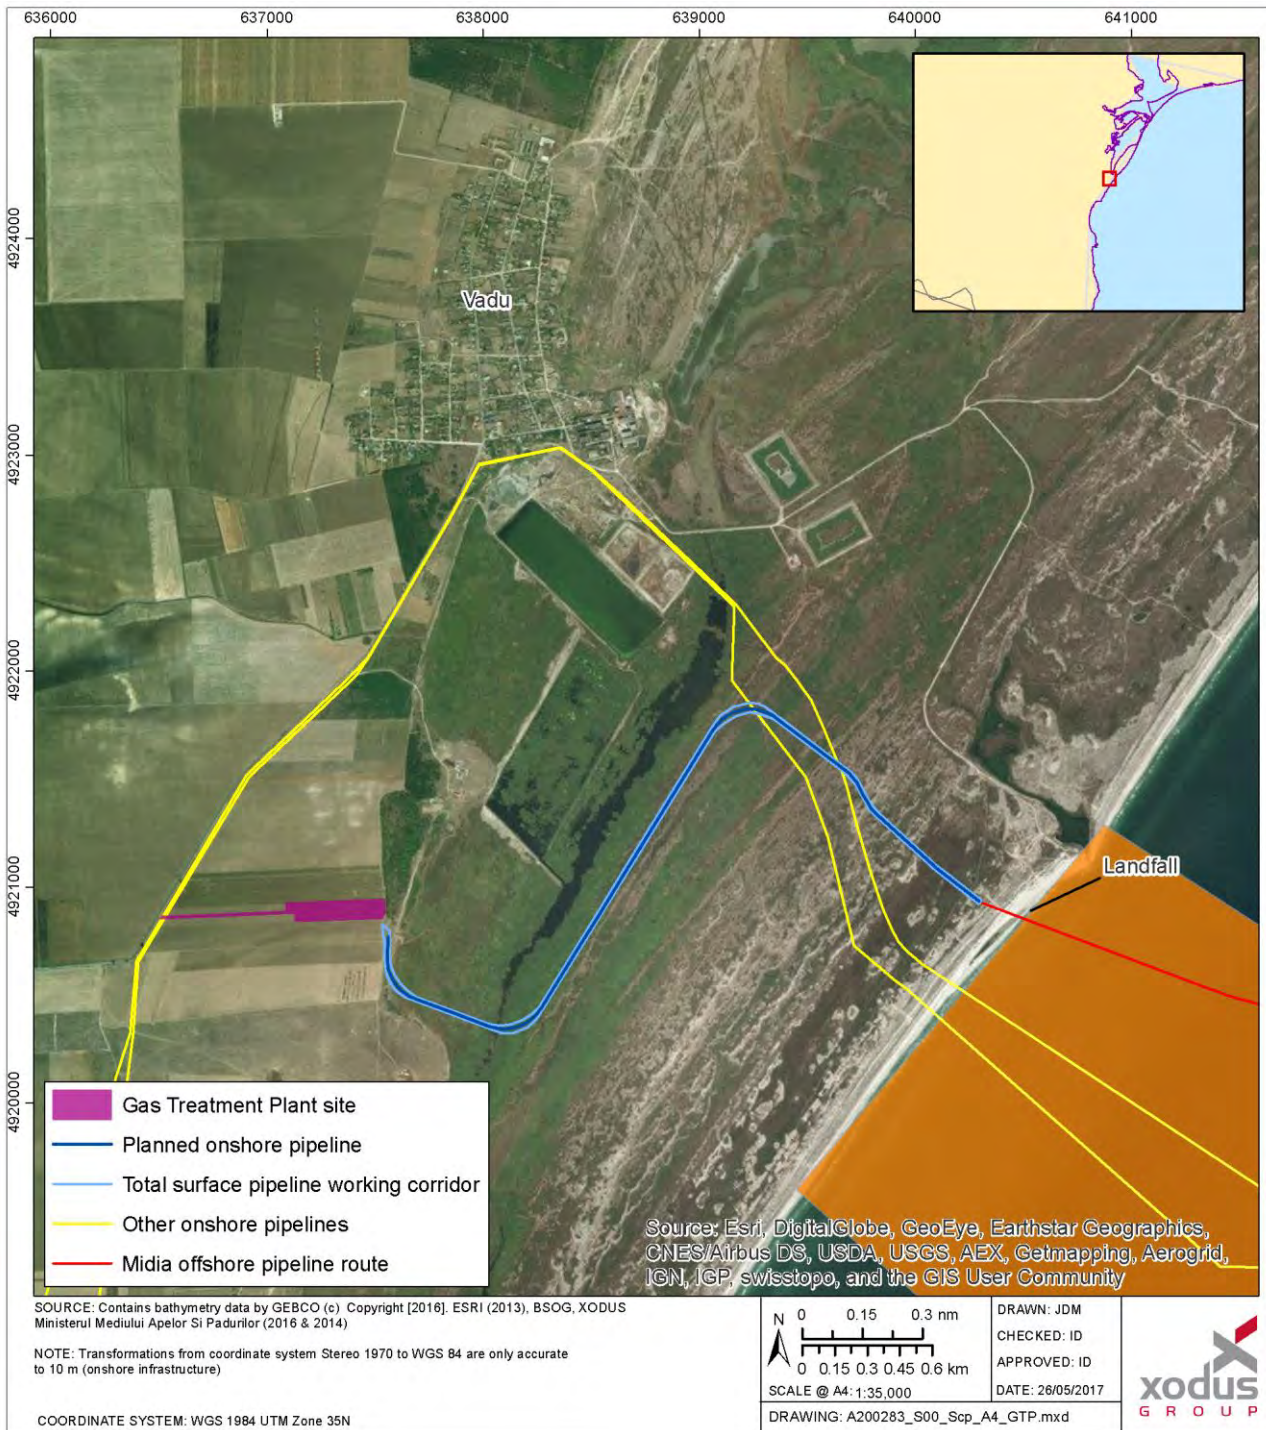 636000
637000
638000
639000
640000
641000
4924000
4923000
4922000
4921000
4920000
Vadu
Landfall
Gas Treatment Plant site
Planned onshore pipeline
Total surface pipeline working corridor
Other onshore pipelines
Midia offshore pipeline route
Source: Esri, DigitalGlobe, GeoEye, Earthstar Geographics,
CNES/Airbus DS, USDA, USGS, AEX, Getmapping, Aerogrid,
IGN, IGP, swisstopo, and the GIS User Community
SOURCE: Contains bathymetry data by GEBCO (c) Copyright [2016]. ESRI (2013), BSOG, XODUS
Ministerul Mediului Apelor Si Padurilor (2016 & 2014)
NOTE: Transformations from coordinate system Stereo 1970 to WGS 84 are only accurate
to 10 m (onshore infrastructure)
COORDINATE SYSTEM: WGS 1984 UTM Zone 35N
N
0 0.15 0.3 nm
0 0.15 0.3 0.45 0.6 km
SCALE @ A4: 1:35,000
DRAWN: JDM
CHECKED: ID
APPROVED: ID
DATE: 26/05/2017
DRAWING: A200283_S00_Scp_A4_GTP.mxd
xodus
GROUP